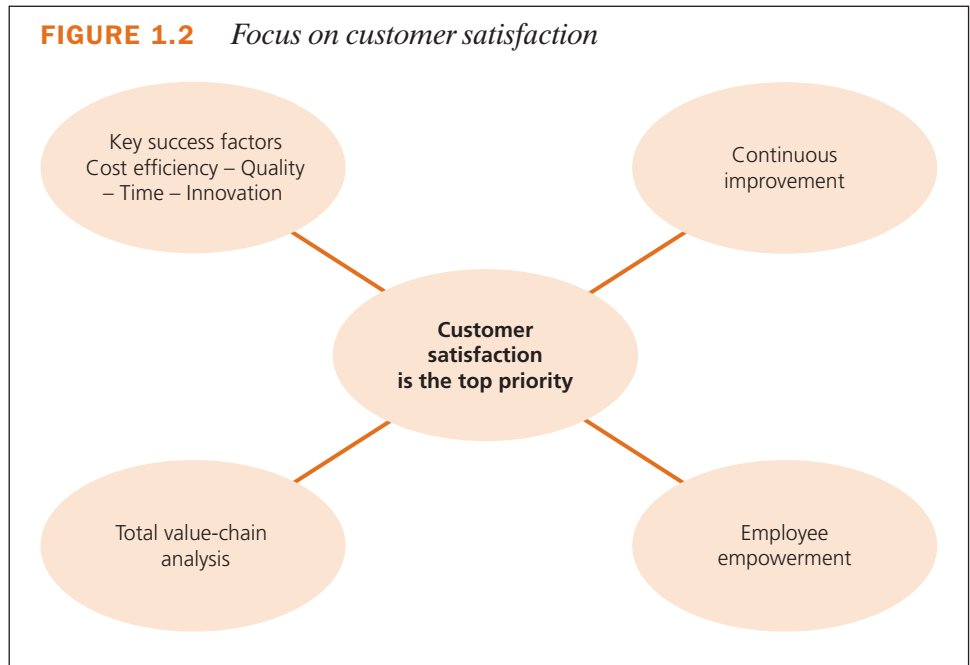 FIGURE 1.2 Focus on customer satisfaction
Key success factors
Cost efficiency – Quality
– Time – Innovation
Continuous
improvement
Customer
satisfaction
is the top priority
Total value-chain
analysis
Employee
empowerment